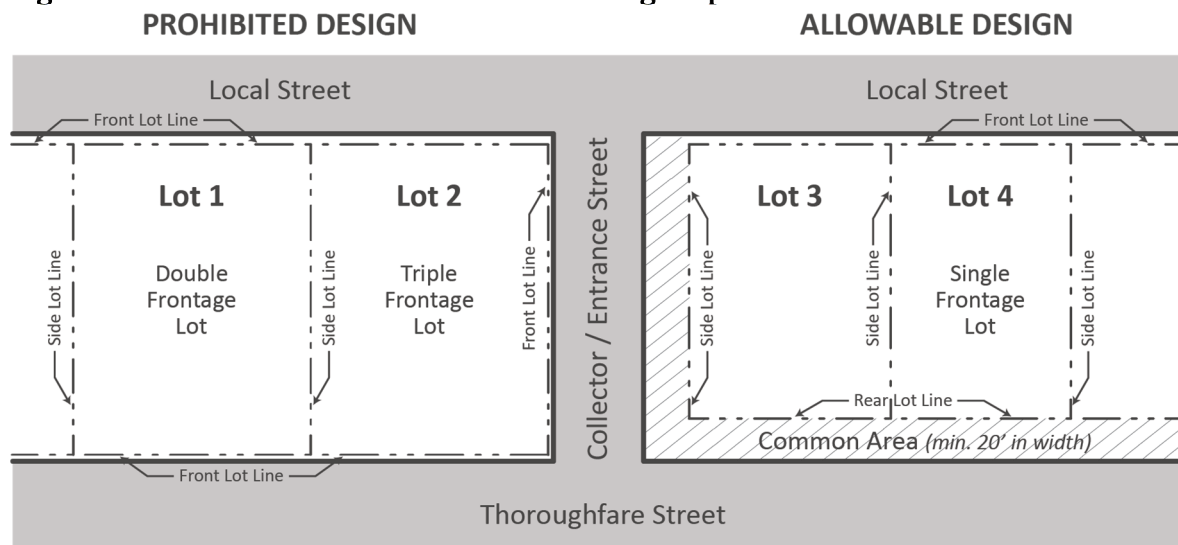 PROHIBITED DESIGN
ALLOWABLE DESIGN
Local Street
Local Street
Front Lot Line
Front Lot Line
Lot 1
Lot 2
Lot 3
Lot 4
Double
Frontage
Lot
Triple
Frontage
Lot
Single
Frontage
Lot
Side Lot Line
Side Lot Line
Front Lot Line
Collector / Entrance Street
Side Lot Line
Side Lot Line
Side Lot Line
Rear Lot Line
Common Area (min. 20' in width)
Front Lot Line
Thoroughfare Street